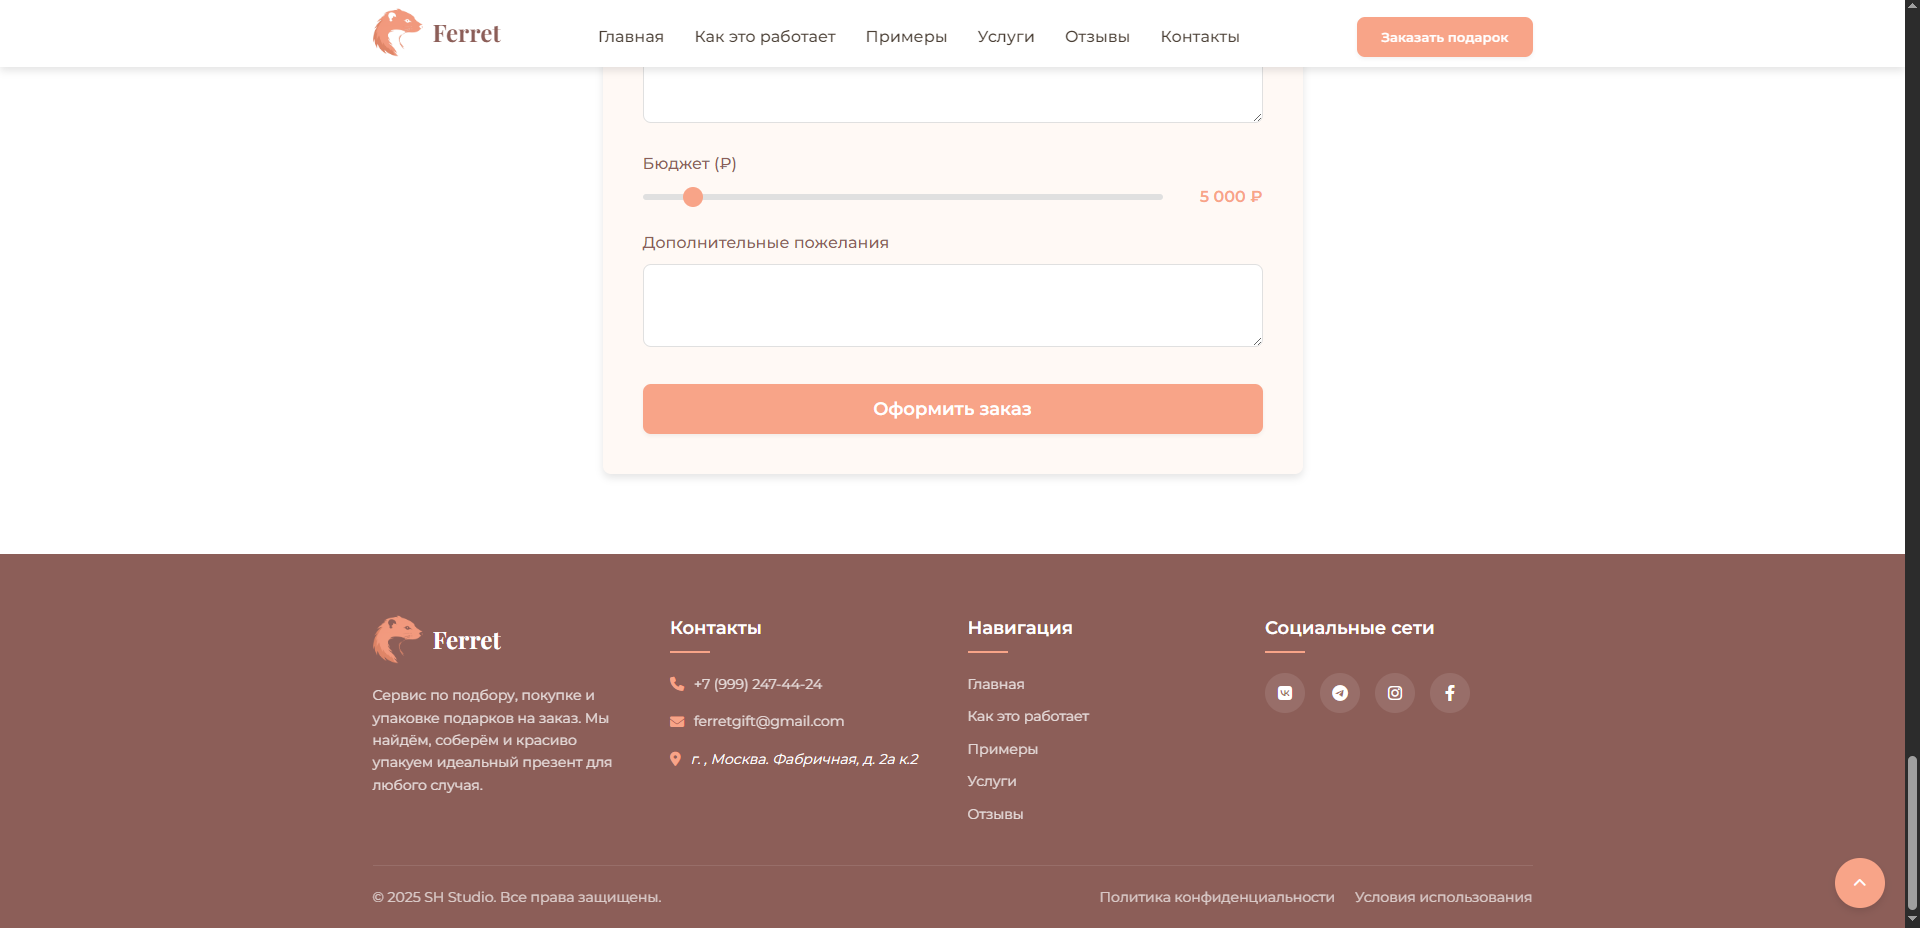 Ferret
Главная
Как это работает
Примеры
Услуги
Отзывы
Контакты
Заказать подарок
Бюджет (₽)
5 000 ₽
Дополнительные пожелания
Оформить заказ
Ferret
Сервис по подбору, покупке и
упаковке подарков на заказ. Мы
найдём, соберём и красиво
упакуем идеальный презент для
любого случая.
Контакты
+7 (999) 247-44-24
ferretgift@gmail.com
г. , Москва. Фабричная, д. 2а к.2
Навигация
Главная
Как это работает
Примеры
Услуги
Отзывы
Социальные сети
© 2025 SH Studio. Все права защищены.
Политика конфиденциальности
Условия использования